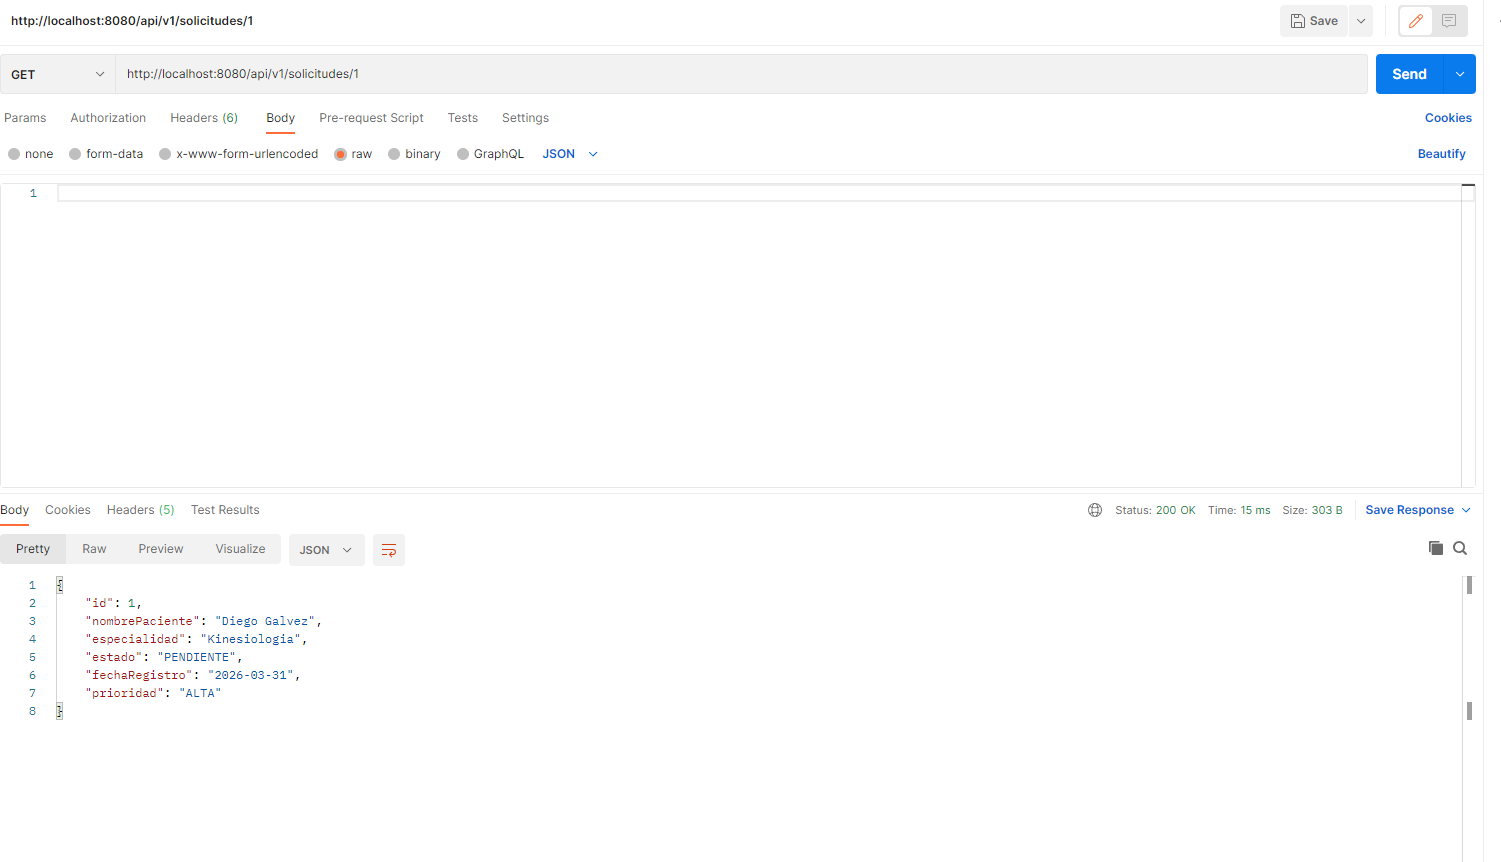 http://localhost:8080/api/v1/solicitudes/1
Save
GET
http://localhost:8080/api/v1/solicitudes/1
Send
Params Authorization Headers (6) Body Pre-request Script Tests Settings Cookies
none form-data x-www-form-urlencoded raw binary GraphQL JSON Beautify
1
Body Cookies Headers (5) Test Results Status: 200 OK Time: 15 ms Size: 303 B Save Response
Pretty Raw Preview Visualize JSON
1 {
2 "id": 1,
3 "nombrePaciente": "Diego Galvez",
4 "especialidad": "Kinesiologia",
5 "estado": "PENDIENTE",
6 "fechaRegistro": "2026-03-31",
7 "prioridad": "ALTA"
8 }